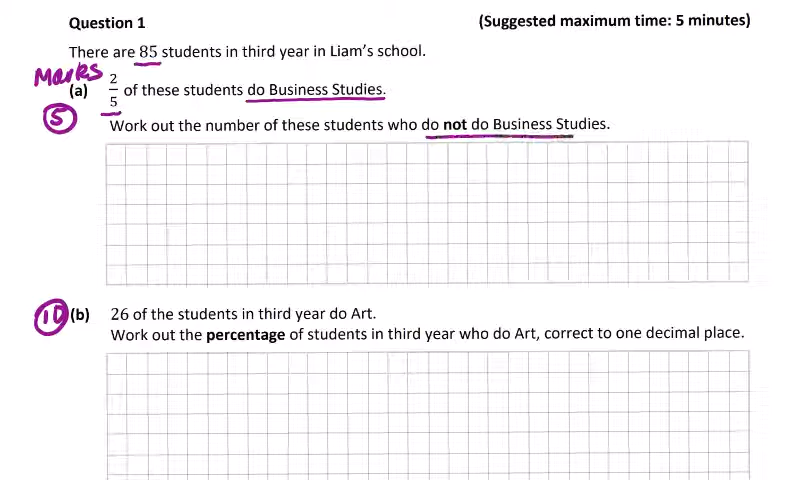 Question 1 (Suggested maximum time: 5 minutes)
There are 85 students in third year in Liam's school.
Marks
(a) 2/5 of these students do Business Studies.
5
Work out the number of these students who do not do Business Studies.
10
(b) 26 of the students in third year do Art.
Work out the percentage of students in third year who do Art, correct to one decimal place.